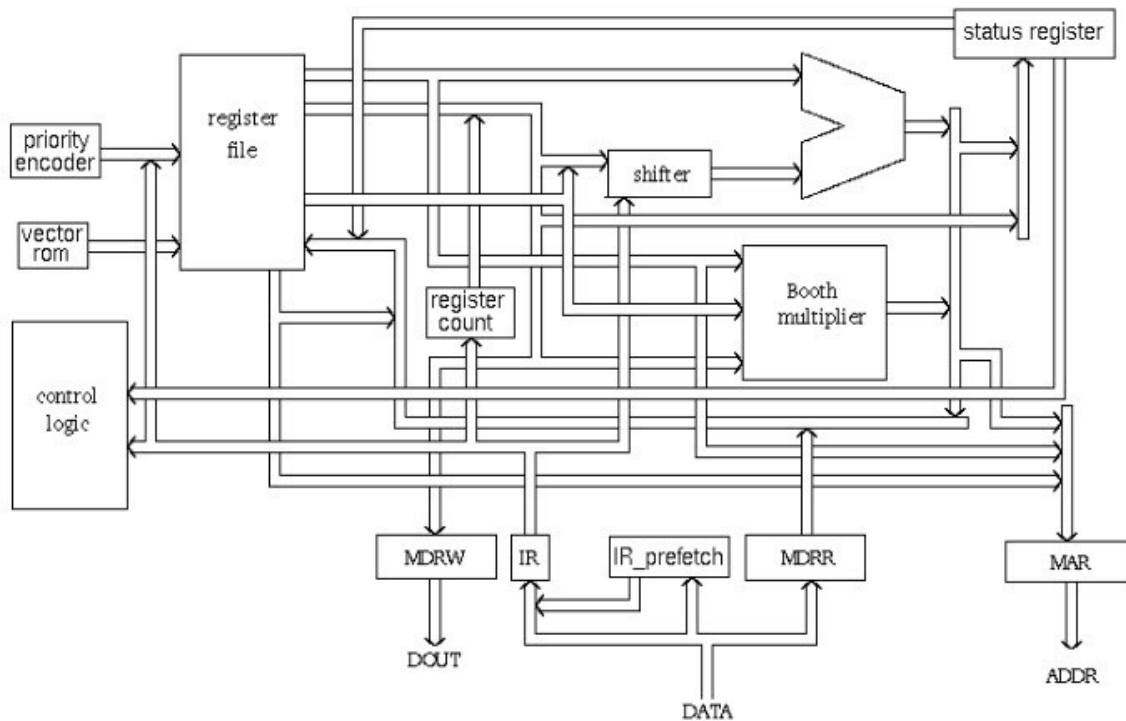 status register
register
file
priority
encoder
shifter
vector
rom
register
count
Booth
multiplier
control
logic
MDRW
IR
IR_prefetch
MDRR
MAR
DOUT
DATA
ADDR